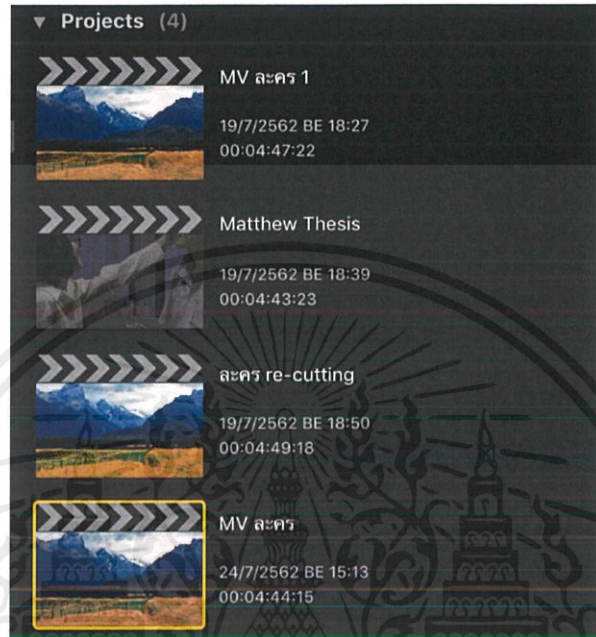 ▼ Projects (4)
MV ละคร 1
19/7/2562 BE 18:27
00:04:47:22
Matthew Thesis
19/7/2562 BE 18:39
00:04:43:23
ละคร re-cutting
19/7/2562 BE 18:50
00:04:49:18
MV ละคร
24/7/2562 BE 15:13
00:04:44:15